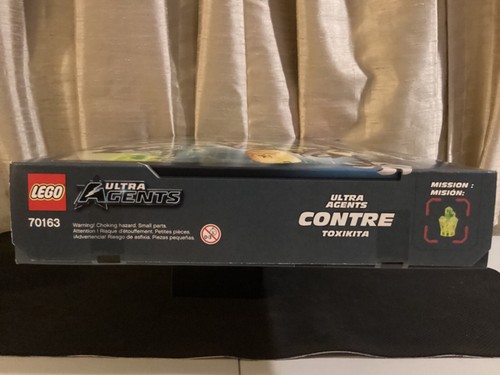 LEGO
ULTRA
AGENTS
70163
Warning! Choking hazard. Small parts.
Attention ! Risque d'étouffement. Petites pièces.
¡Advertencia! Riesgo de asfixia. Piezas pequeñas.
ULTRA
AGENTS
CONTRE
TOXIKITA
MISSION :
MISIÓN: